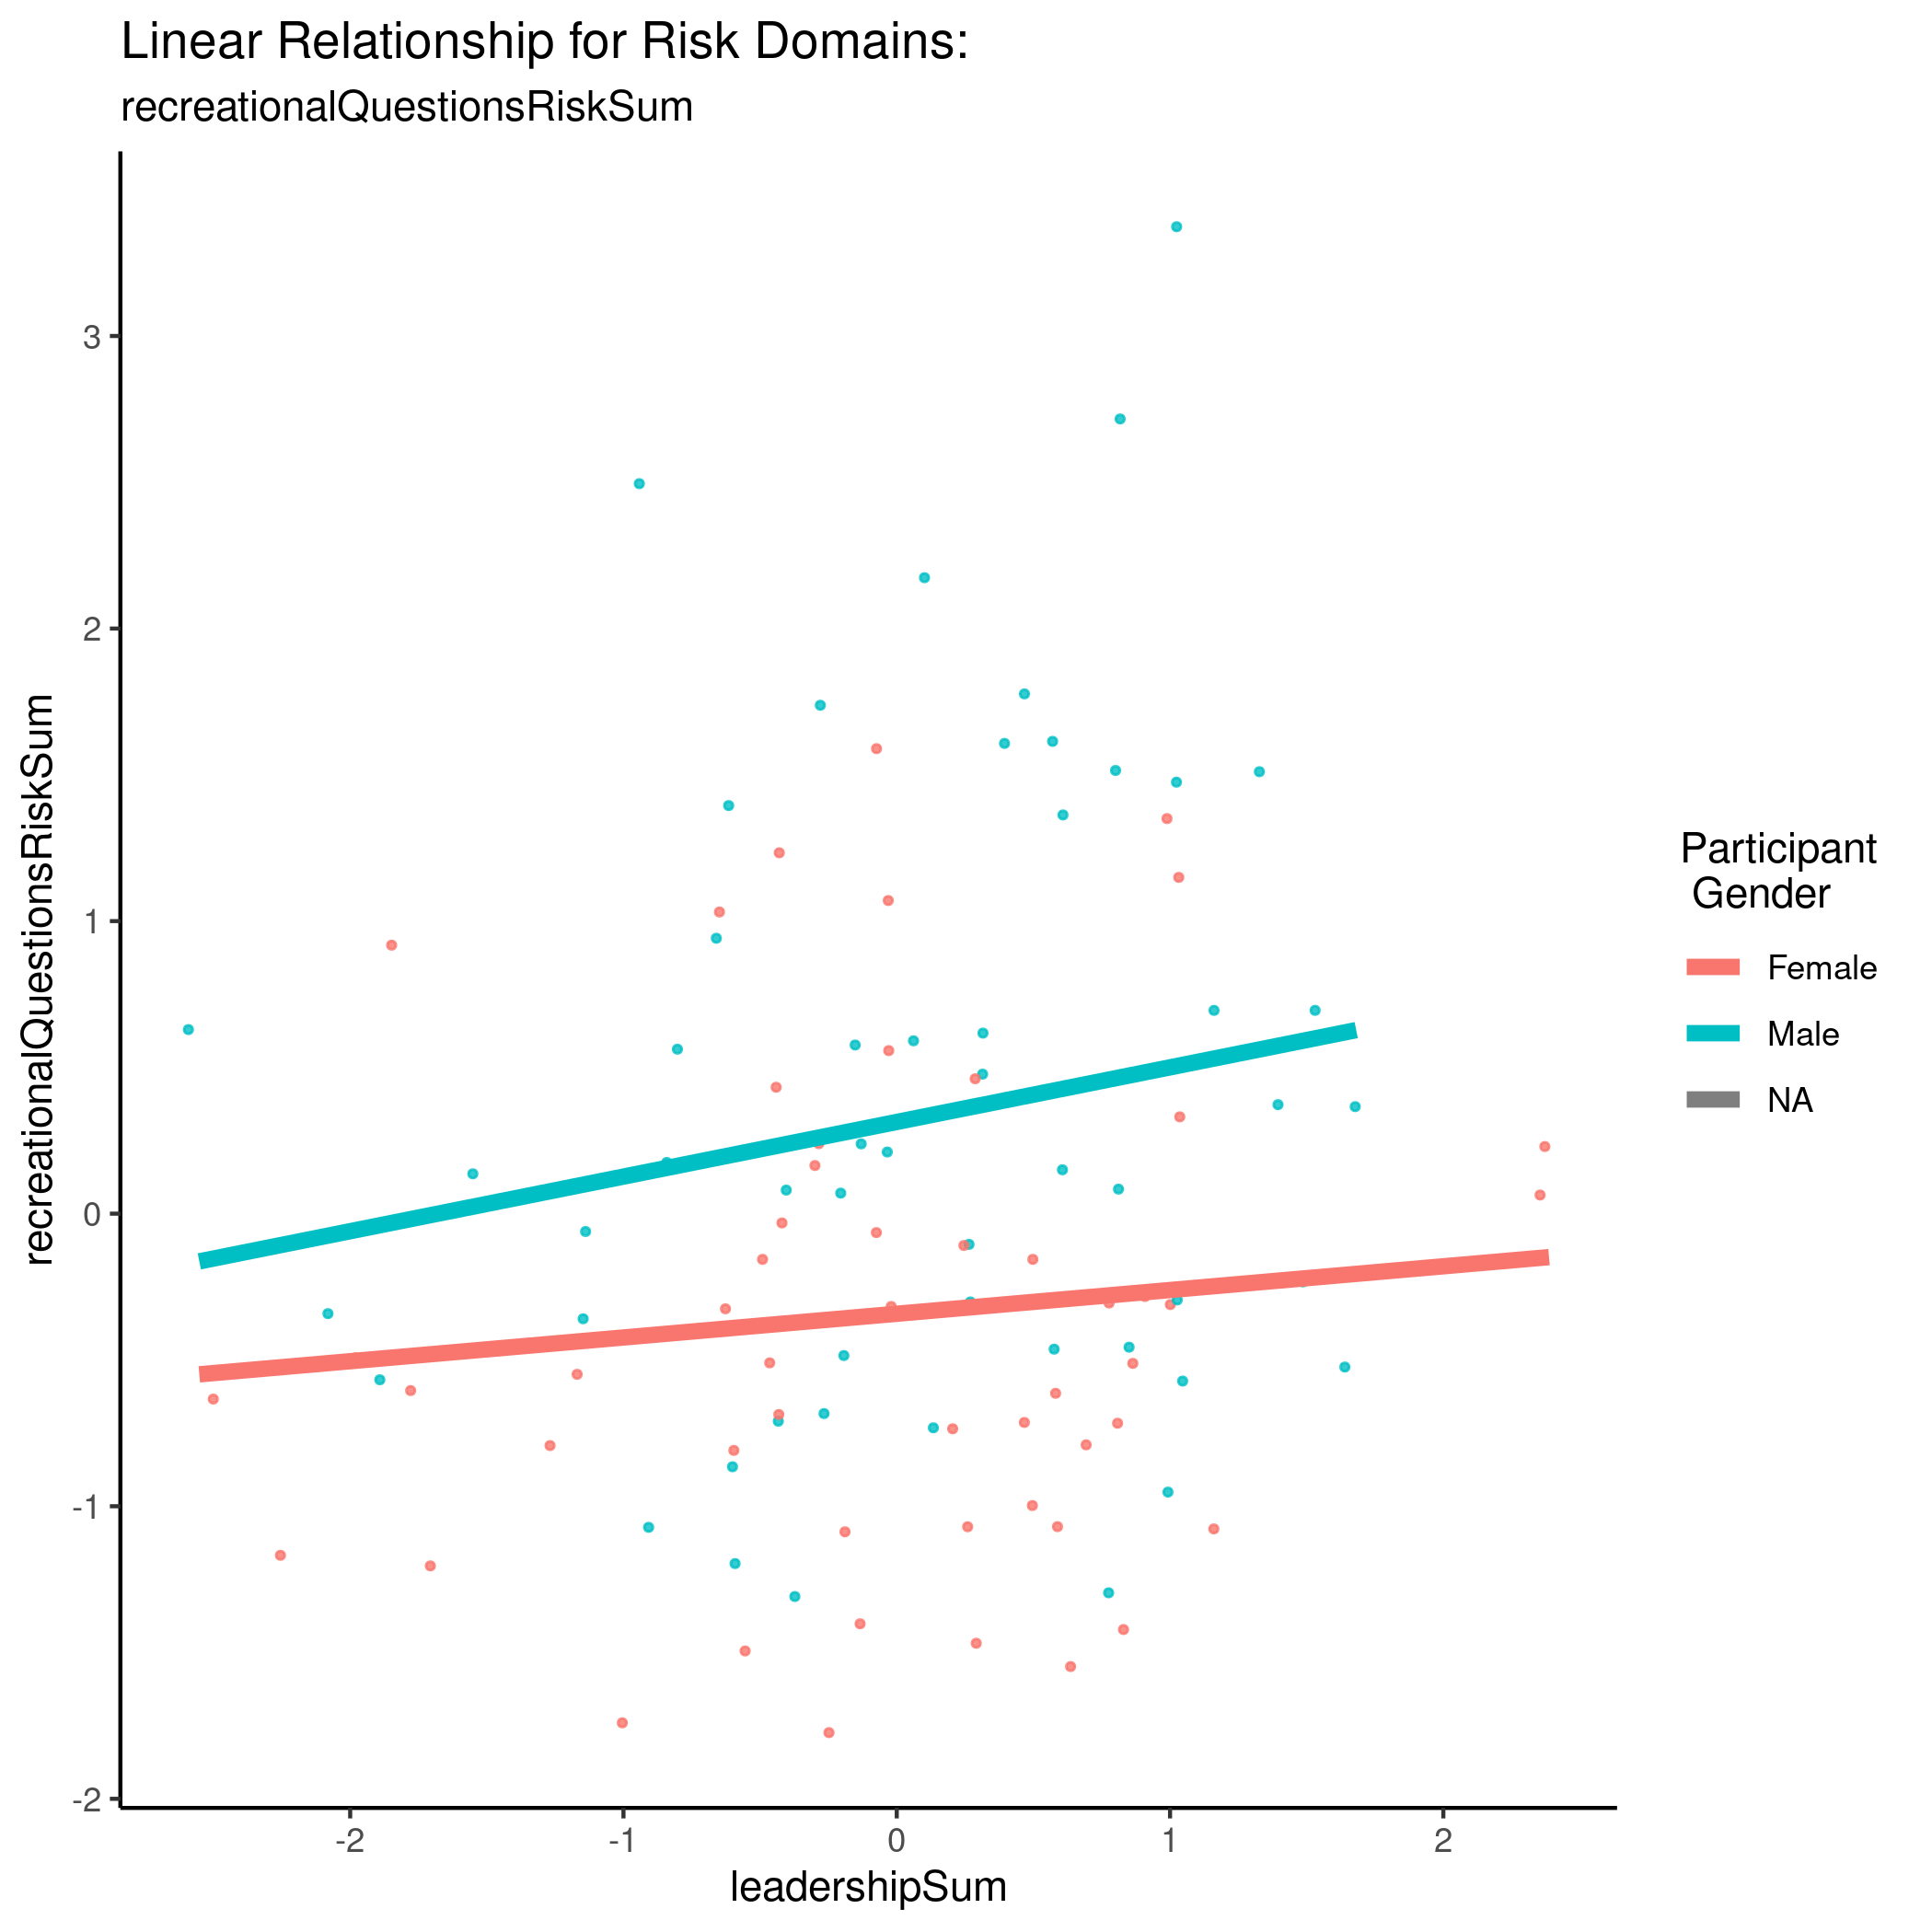 Linear Relationship for Risk Domains:
recreationalQuestionsRiskSum
recreationalQuestionsRiskSum
3
2
1
0
-1
-2
-2
-1
0
1
2
leadershipSum
Participant
Gender
Female
Male
NA